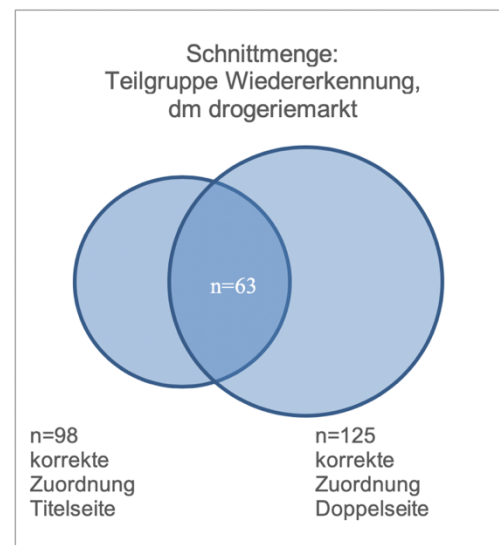 Schnittmenge:
Teilgruppe Wiedererkennung,
dm drogeriemarkt
n=63
n=98
korrekte
Zuordnung
Titelseite
n=125
korrekte
Zuordnung
Doppelseite